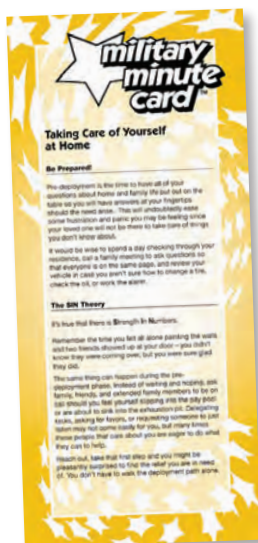 military
minute
card™
Taking Care of Yourself
at Home
Be Prepared!
Pre-deployment is the time to have all of your
questions about home and family life put out on the
table so you will have answers at your fingertips
should the need arise. This will undoubtedly ease
some frustration and panic you may be feeling since
your loved one will not be there to take care of things
you don't know about.
It would be wise to spend a day checking through your
residence, call a family meeting to ask questions so
that everyone is on the same page, and review your
vehicle in case you aren't sure how to change a tire,
check the oil, or work the alarm.
The SIN Theory
It's true that there is Strength In Numbers.
Remember the time you felt all alone painting the walls
and two friends showed up at your door – you didn't
know they were coming over, but you were sure glad
they did.
The same thing can happen during the pre-
deployment phase. Instead of waiting and hoping, ask
family, friends, and extended family members to be on
call should you feel yourself slipping into the pity pool
or are about to sink into the exhaustion pit. Delegating
tasks, asking for favors, or requesting someone to just
listen may not come easily for you, but many times
those people that care about you are eager to do what
they can to help.
Reach out, take that first step and you might be
pleasantly surprised to find the relief you are in need
of. You don't have to walk the deployment path alone.